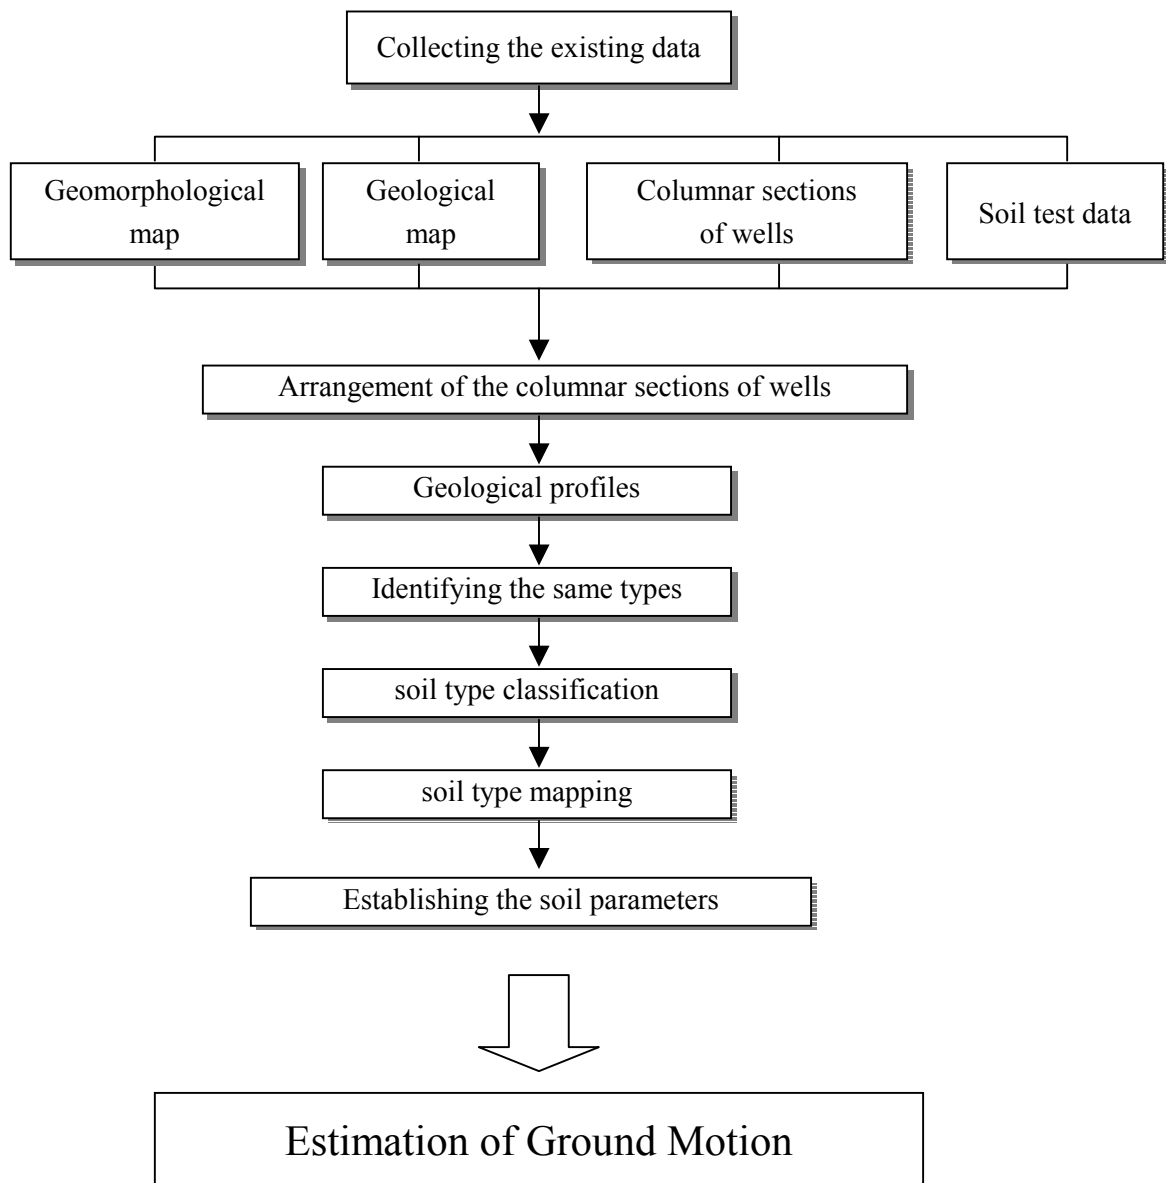 Collecting the existing data
Geomorphological
map
Geological
map
Columnar sections
of wells
Soil test data
Arrangement of the columnar sections of wells
Geological profiles
Identifying the same types
soil type classification
soil type mapping
Establishing the soil parameters
Estimation of Ground Motion